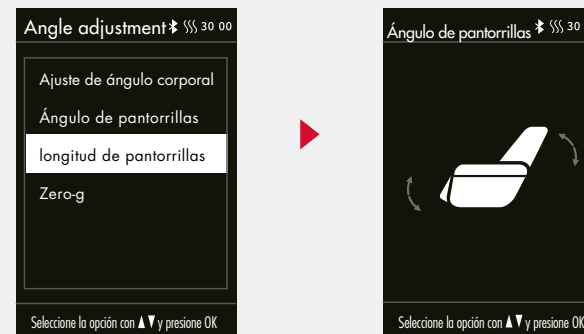 Angle adjustment 30 00
Ajuste de ángulo corporal
Ángulo de pantorrillas
longitud de pantorrillas
Zero-g
Seleccione la opción con ▲▼ y presione OK
Ángulo de pantorrillas 30
Seleccione la opción con ▲▼ y presione OK